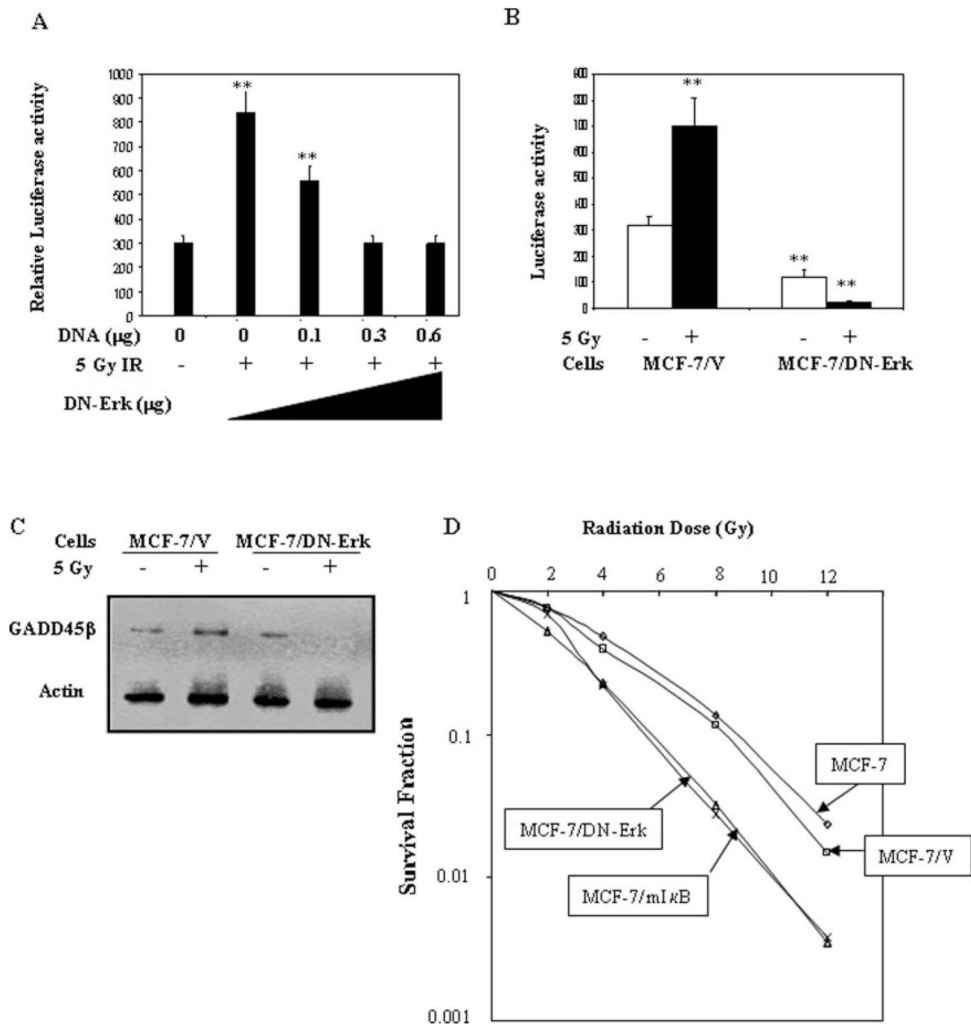 A
Relative Luciferase activity
1000
900
800
700
600
500
400
300
200
100
0
** **
DNA (µg) 0 0 0.1 0.3 0.6
5 Gy IR - + + + +
DN-Erk (µg)
B
Luciferase activity
** ** **
5 Gy - + - +
Cells MCF-7/V MCF-7/DN-Erk
C
Cells MCF-7/V MCF-7/DN-Erk
5 Gy - + - +
GADD45β
Actin
D
Radiation Dose (Gy)
0 2 4 6 8 10 12
Survival Fraction
1
0.1
0.01
0.001
MCF-7
MCF-7/V
MCF-7/DN-Erk
MCF-7/mIκB